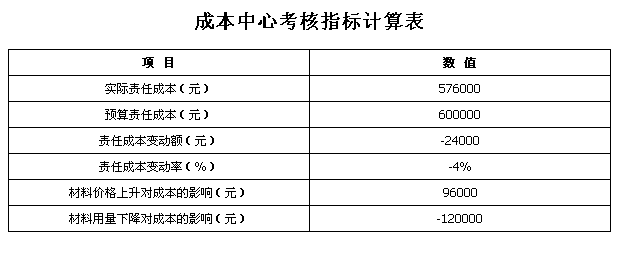 成本中心考核指标计算表
项 目 数 值
实际责任成本(元) 576000
预算责任成本(元) 600000
责任成本变动额(元) -24000
责任成本变动率(%) -4%
材料价格上升对成本的影响(元) 96000
材料用量下降对成本的影响(元) -120000